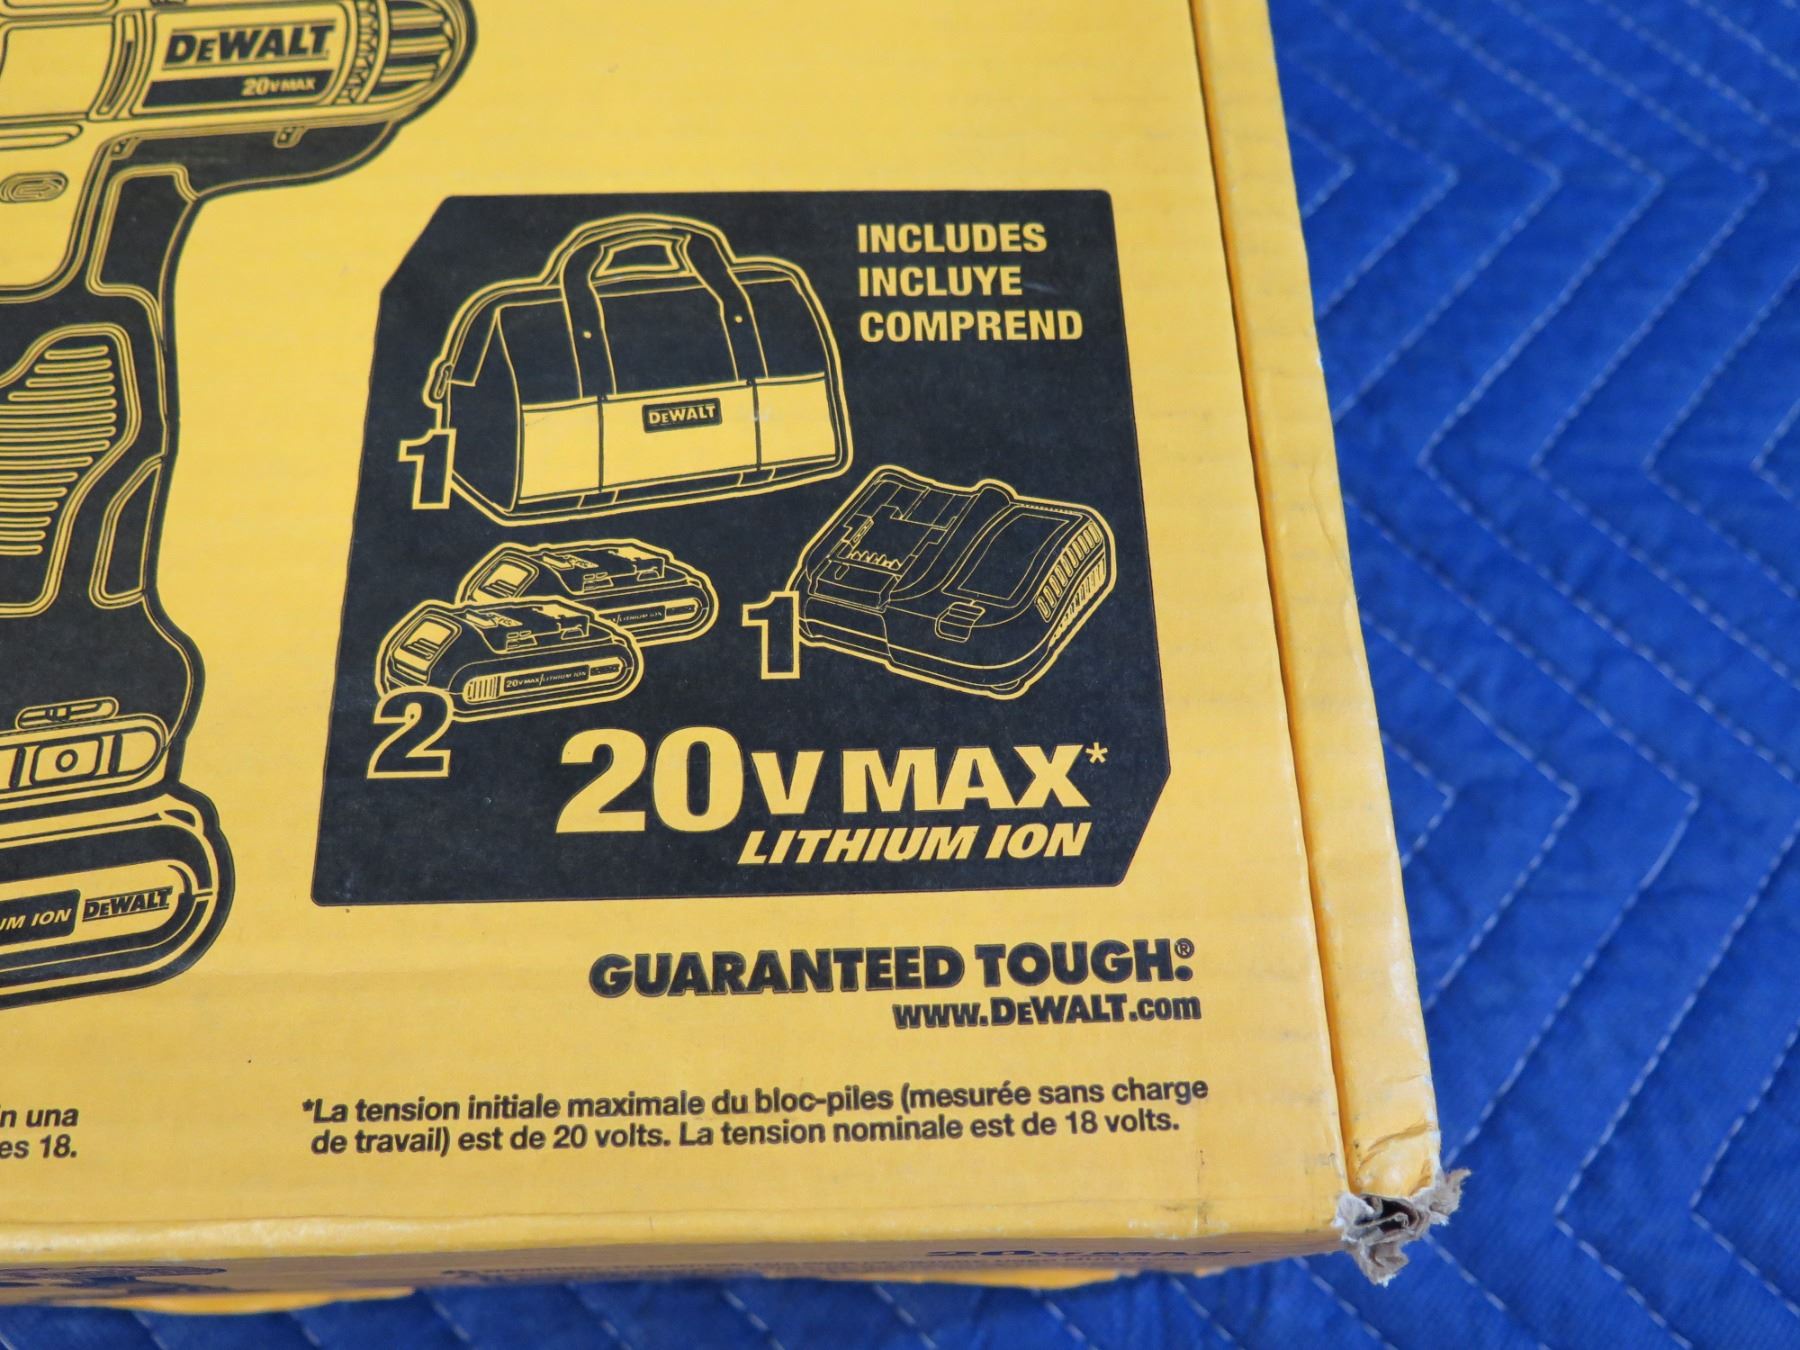 DEWALT
20V MAX
INCLUDES
INCLUYE
COMPREND
DEWALT
1
1
20V MAX/LITHIUM ION
2
20V MAX*
LITHIUM ION
ION DEWALT
GUARANTEED TOUGH.®
www.DEWALT.com
una
18.
*La tension initiale maximale du bloc-piles (mesurée sans charge
de travail) est de 20 volts. La tension nominale est de 18 volts.
20V MAX*